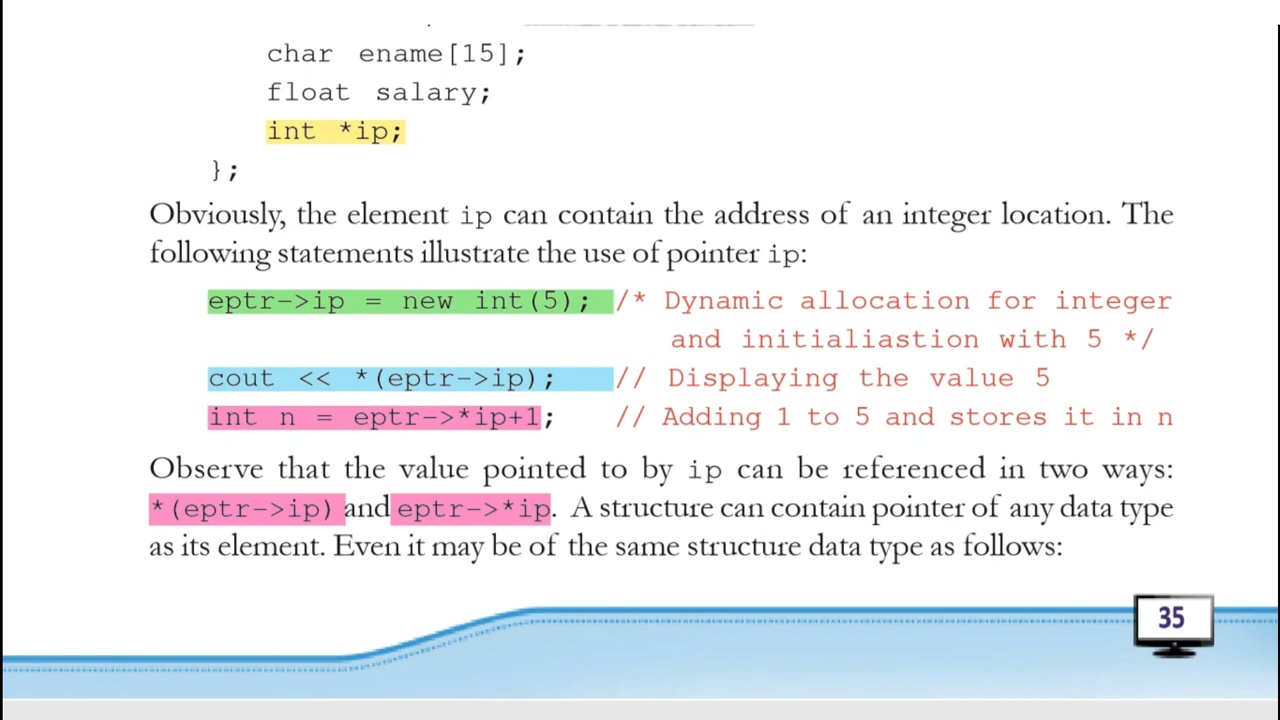 char ename[15];
float salary;
int *ip;
};
Obviously, the element ip can contain the address of an integer location. The
following statements illustrate the use of pointer ip:
eptr->ip = new int(5); /* Dynamic allocation for integer
and initialiastion with 5 */
cout << *(eptr->ip); // Displaying the value 5
int n = eptr->*ip+1; // Adding 1 to 5 and stores it in n
Observe that the value pointed to by ip can be referenced in two ways:
*(eptr->ip) and eptr->*ip. A structure can contain pointer of any data type
as its element. Even it may be of the same structure data type as follows:
35